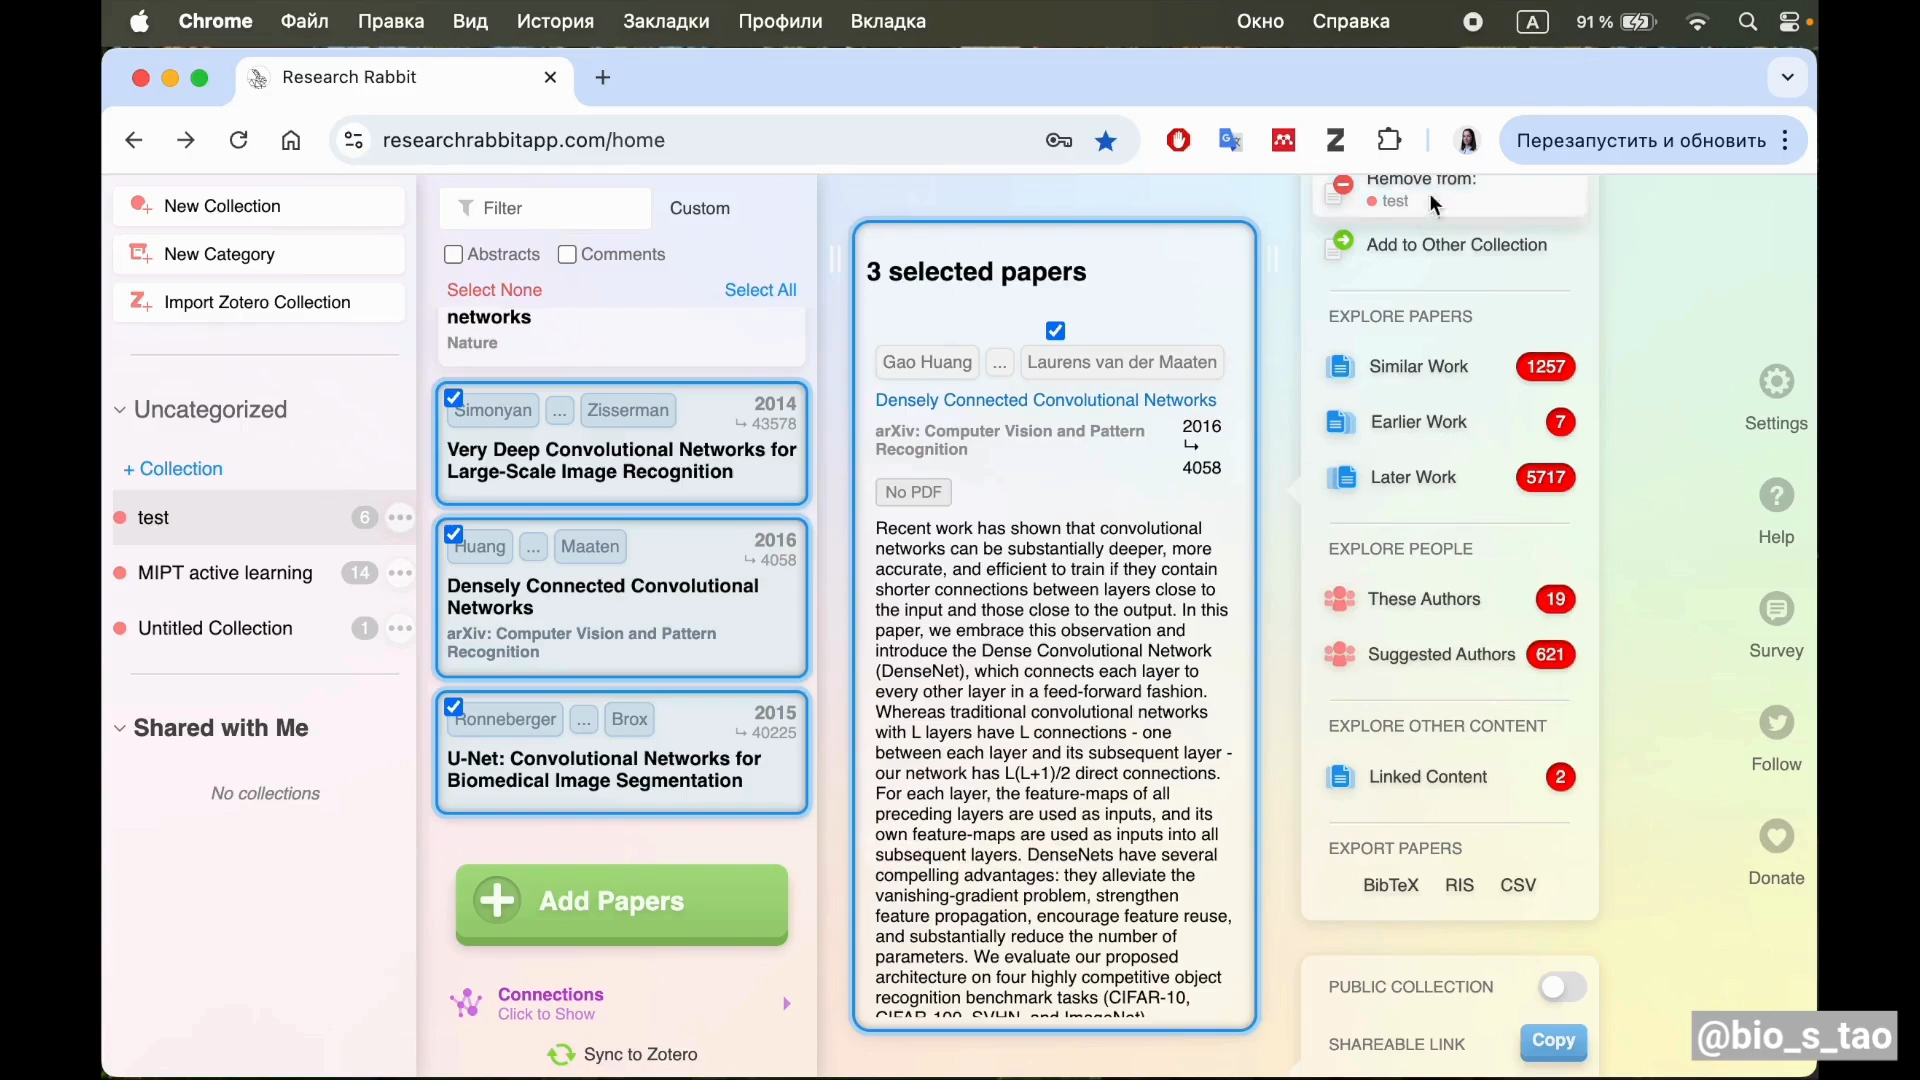 Chrome Файл Правка Вид История Закладки Профили Вкладка Окно Справка A 91 %
Research Rabbit
researchrabbitapp.com/home
Перезапустить и обновить
New Collection
New Category
Import Zotero Collection
Uncategorized
+ Collection
test 6
MIPT active learning 14
Untitled Collection 1
Shared with Me
No collections
Filter Custom
Abstracts Comments
Select None Select All
networks
Nature
Simonyan ... Zisserman 2014
43578
Very Deep Convolutional Networks for
Large-Scale Image Recognition
Huang ... Maaten 2016
4058
Densely Connected Convolutional
Networks
arXiv: Computer Vision and Pattern
Recognition
Ronneberger ... Brox 2015
40225
U-Net: Convolutional Networks for
Biomedical Image Segmentation
Add Papers
Connections
Click to Show
Sync to Zotero
3 selected papers
Gao Huang ... Laurens van der Maaten
Densely Connected Convolutional Networks
arXiv: Computer Vision and Pattern
Recognition
2016
4058
No PDF
Recent work has shown that convolutional
networks can be substantially deeper, more
accurate, and efficient to train if they contain
shorter connections between layers close to
the input and those close to the output. In this
paper, we embrace this observation and
introduce the Dense Convolutional Network
(DenseNet), which connects each layer to
every other layer in a feed-forward fashion.
Whereas traditional convolutional networks
with L layers have L connections - one
between each layer and its subsequent layer -
our network has L(L+1)/2 direct connections.
For each layer, the feature-maps of all
preceding layers are used as inputs, and its
own feature-maps are used as inputs into all
subsequent layers. DenseNets have several
compelling advantages: they alleviate the
vanishing-gradient problem, strengthen
feature propagation, encourage feature reuse,
and substantially reduce the number of
parameters. We evaluate our proposed
architecture on four highly competitive object
recognition benchmark tasks (CIFAR-10,
CIFAR-100, SVHN, and ImageNet).
Remove from:
test
Add to Other Collection
EXPLORE PAPERS
Similar Work 1257
Earlier Work 7
Later Work 5717
EXPLORE PEOPLE
These Authors 19
Suggested Authors 621
EXPLORE OTHER CONTENT
Linked Content 2
EXPORT PAPERS
BibTeX RIS CSV
PUBLIC COLLECTION
SHAREABLE LINK Copy
Settings
Help
Survey
Follow
Donate
@bio_s_tao